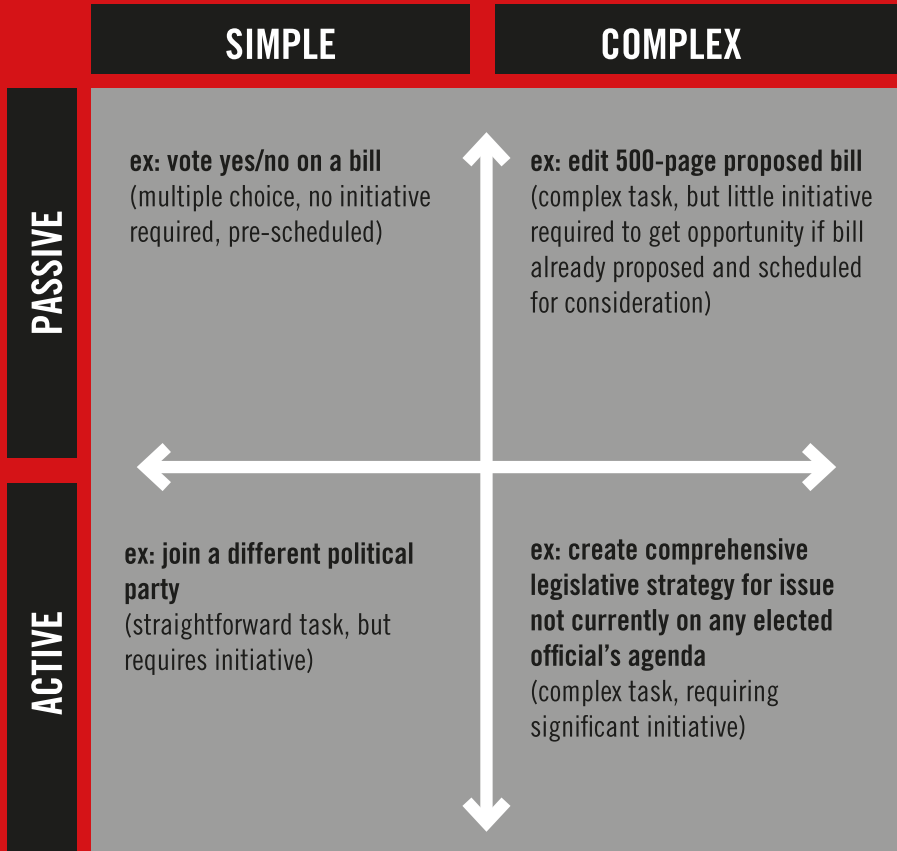 SIMPLE
COMPLEX
PASSIVE
ex: vote yes/no on a bill
(multiple choice, no initiative
required, pre-scheduled)
ex: edit 500-page proposed bill
(complex task, but little initiative
required to get opportunity if bill
already proposed and scheduled
for consideration)
ACTIVE
ex: join a different political
party
(straightforward task, but
requires initiative)
ex: create comprehensive
legislative strategy for issue
not currently on any elected
official’s agenda
(complex task, requiring
significant initiative)